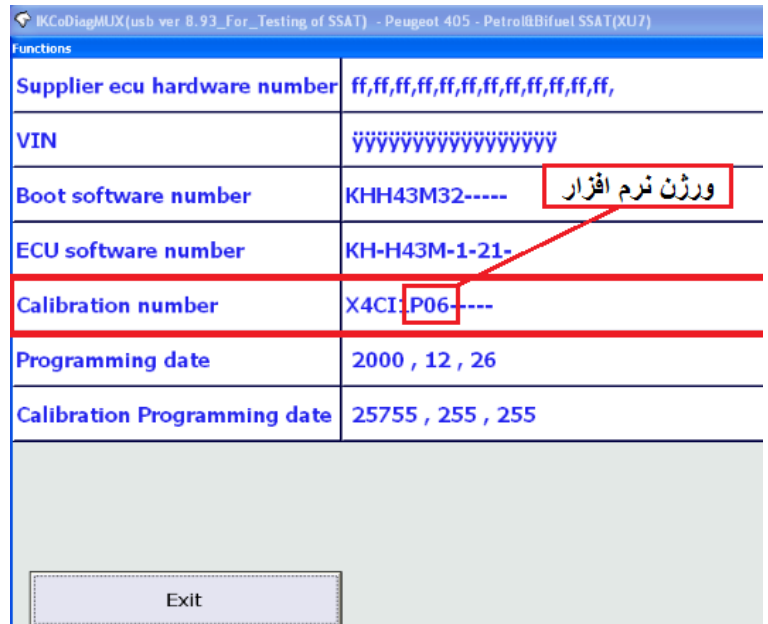 IKCoDiagMUX(usb ver 8.93_For_Testing of SSAT) - Peugeot 405 - Petrol&Bifuel SSAT(XU7)
Functions
Supplier ecu hardware number ff,ff,ff,ff,ff,ff,ff,ff,ff,ff,ff,ff,
VIN ÿÿÿÿÿÿÿÿÿÿÿÿÿÿÿÿÿ
ورژن نرم افزار
Boot software number KHH43M32-----
ECU software number KH-H43M-1-21-
Calibration number X4CI1P06-----
Programming date 2000 , 12 , 26
Calibration Programming date 25755 , 255 , 255
Exit